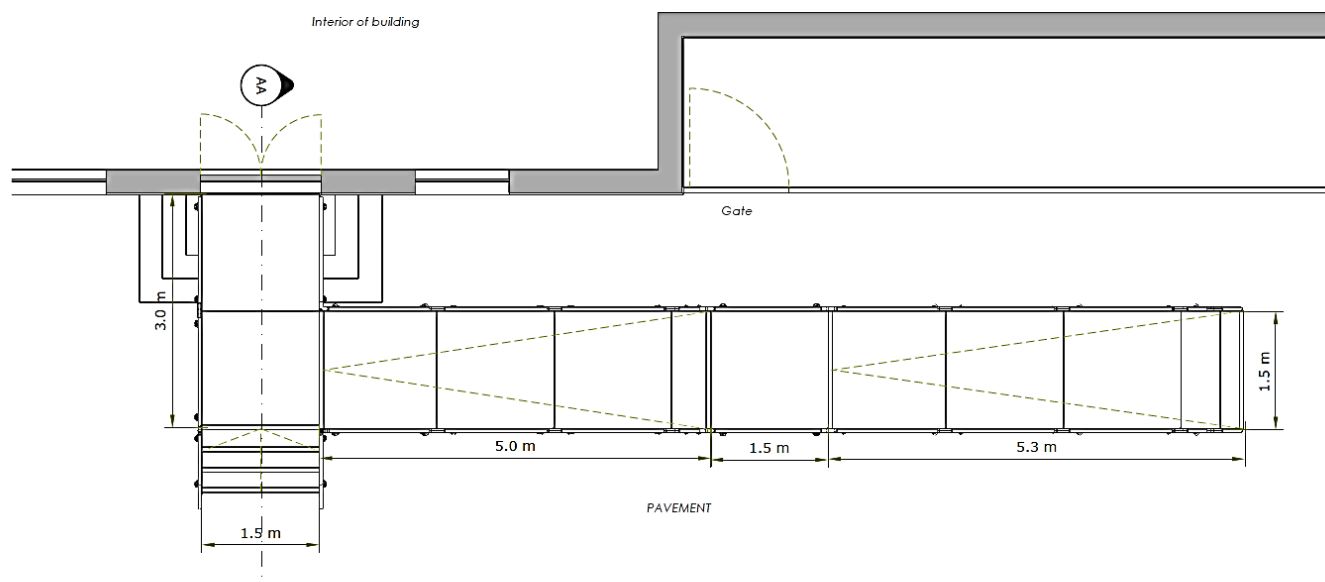 Interior of building
AA
Gate
3.0 m
1.5 m
5.0 m
1.5 m
5.3 m
PAVEMENT
1.5 m